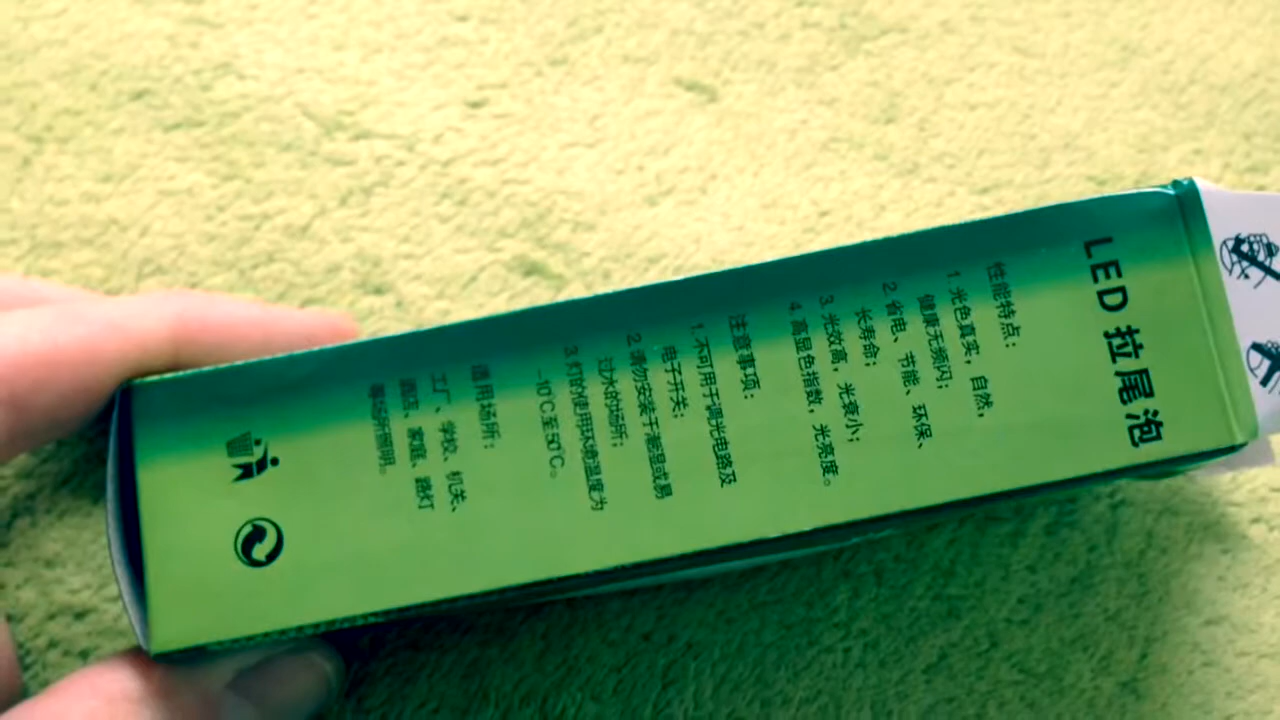 LED 拉尾泡
性能特点：
1. 光色真实，自然，
健康无频闪；
2. 省电、节能、环保、
长寿命；
3. 光效高，光衰小；
4. 高显色指数，光亮度。
注意事项：
1.不可用于调光电路及
电子开关；
2.请勿安装于潮湿或易
过水的场所；
3.灯的使用环境温度为
-10℃至50℃。
适用场所：
工厂、学校、机关、
酒店、家庭、路灯
等场所照明。